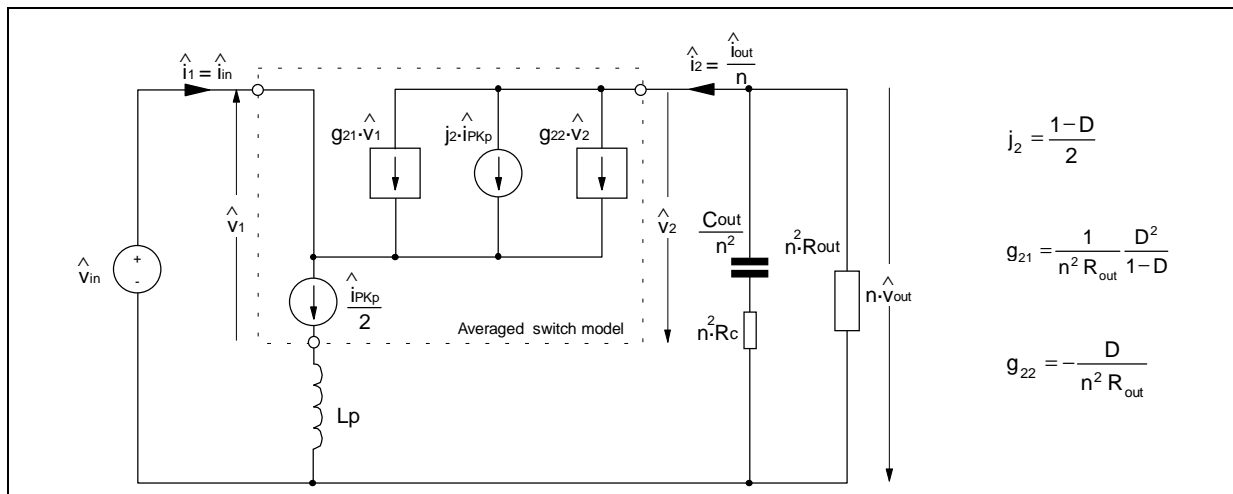 î1 = îin
î2 = îout/n
g21·v̂1
j2·îPKp
g22·v̂2
j2 = (1−D)/2
v̂1
v̂2
Cout/n²
n²·Rout
g21 = 1/(n² Rout) D²/(1−D)
v̂in
+
-
îPKp/2
n·v̂out
Averaged switch model
n²·Rc
g22 = − D/(n² Rout)
Lp